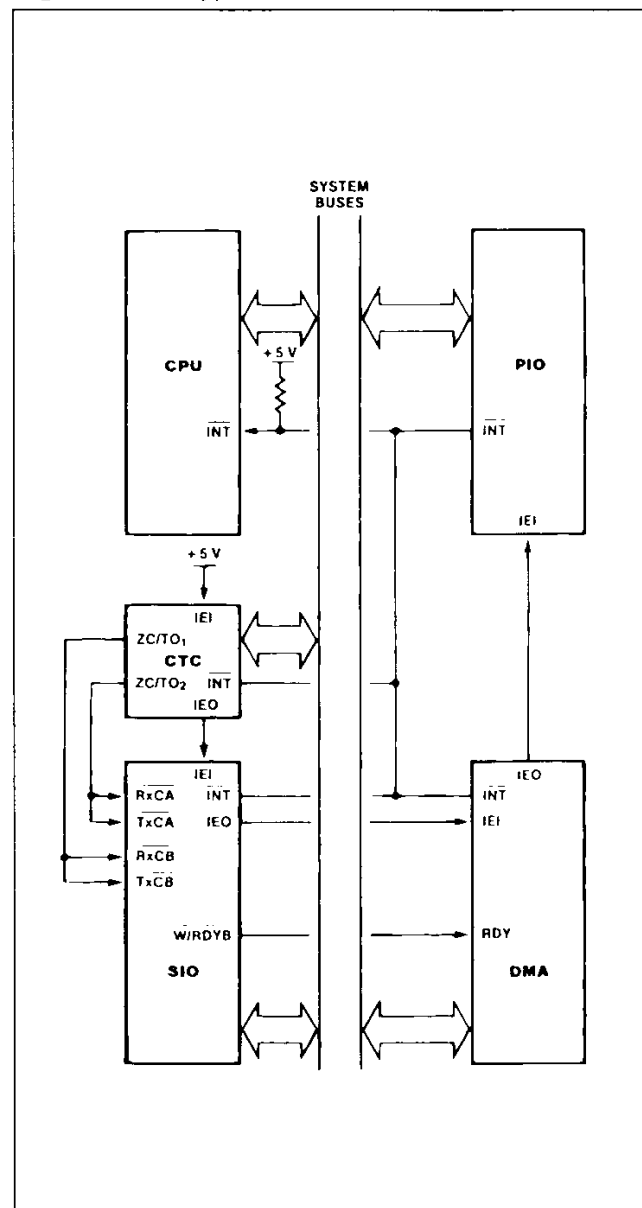 SYSTEM
BUSES
CPU
+5 V
INT
PIO
INT
IEI
+5 V
IEI
ZC/TO1
CTC
ZC/TO2
INT
IEO
IEI
RxCA
INT
TxCA
IEO
RxCB
TxCB
W/RDYB
SIO
IEO
INT
IEI
RDY
DMA